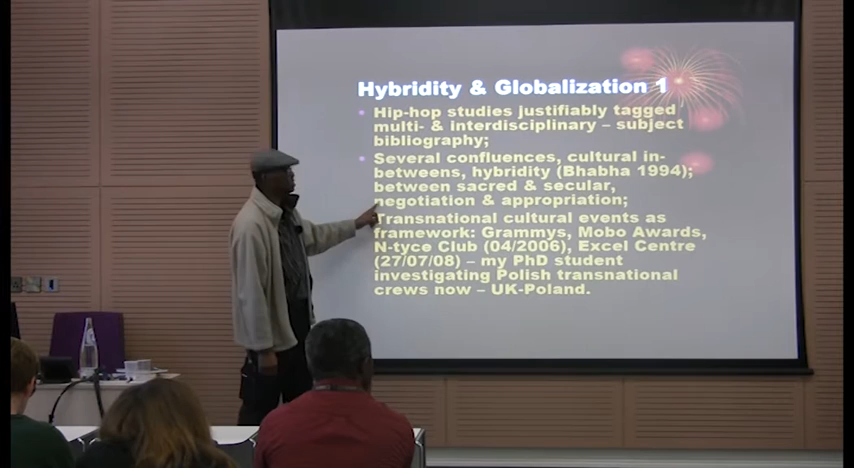 Hybridity & Globalization 1
Hip-hop studies justifiably tagged
multi- & interdisciplinary – subject
bibliography;
Several confluences, cultural in-
betweens, hybridity (Bhabha 1994);
between sacred & secular,
negotiation & appropriation;
Transnational cultural events as
framework: Grammys, Mobo Awards,
N-tyce Club (04/2006), Excel Centre
(27/07/08) – my PhD student
investigating Polish transnational
crews now – UK-Poland.